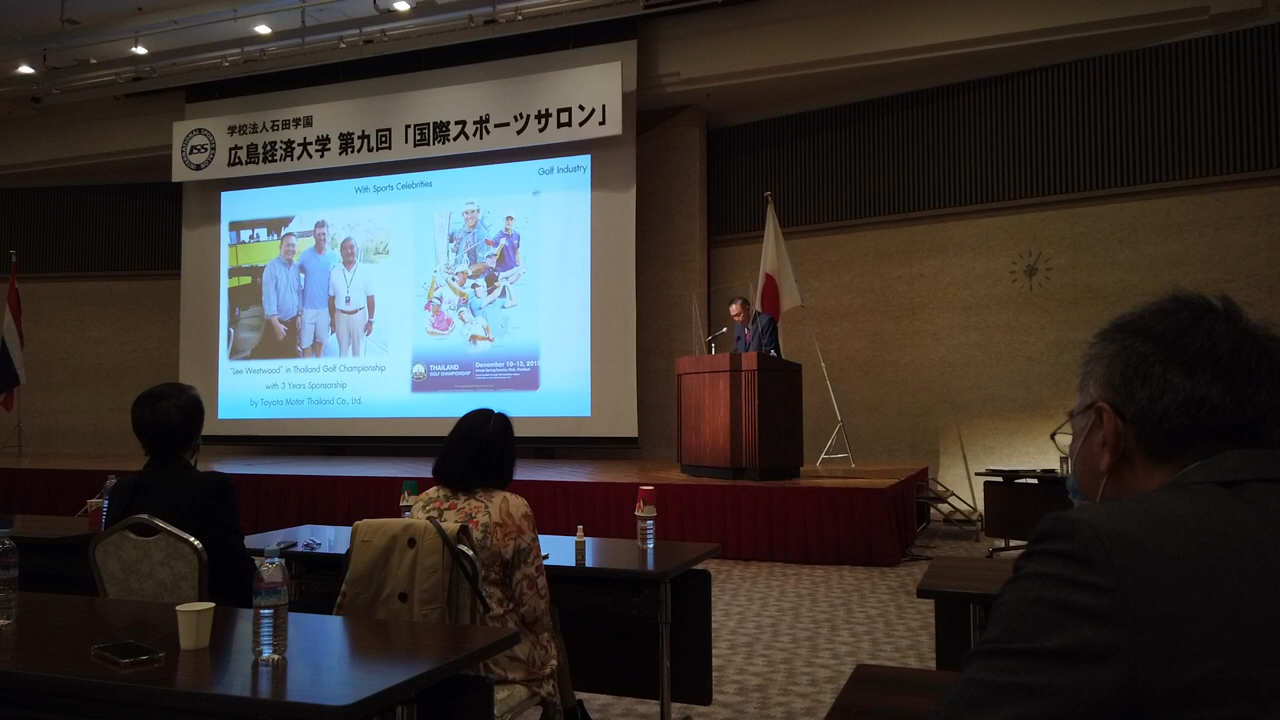 学校法人石田学園
広島経済大学 第九回「国際スポーツサロン」
ISS
Golf Industry
With Sports Celebrities
"Lee Westwood" in Thailand Golf Championship
with 3 Years Sponsorship
by Tayota Motor Thailand Co., Ltd.
THAILAND
GOLF CHAMPIONSHIP